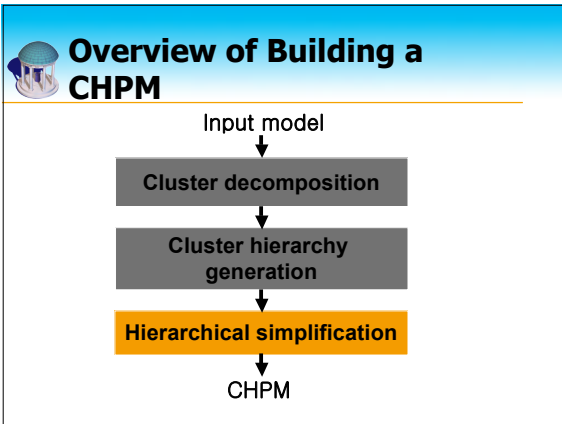 Overview of Building a
CHPM
Input model
Cluster decomposition
Cluster hierarchy
generation
Hierarchical simplification
CHPM